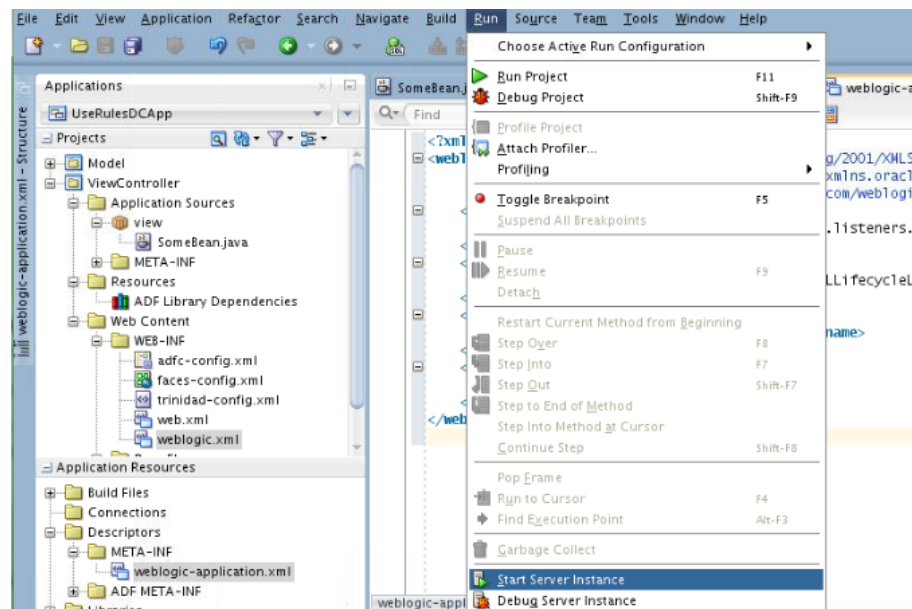 File Edit View Application Refactor Search Navigate Build Run Source Team Tools Window Help
Applications
UseRulesDCApp
Projects
Model
ViewController
Application Sources
view
SomeBean.java
META-INF
Resources
ADF Library Dependencies
Web Content
WEB-INF
adfc-config.xml
faces-config.xml
trinidad-config.xml
web.xml
weblogic.xml
Application Resources
Build Files
Connections
Descriptors
META-INF
weblogic-application.xml
ADF META-INF
weblogic-application.xml - Structure
SomeBean.j
Find
<?xml
<webl
</web
weblogic-appl
Choose Active Run Configuration
Run Project F11
Debug Project Shift-F9
Profile Project
Attach Profiler...
Profiling
Toggle Breakpoint F5
Suspend All Breakpoints
Pause
Resume F9
Detach
Restart Current Method from Beginning
Step Over F8
Step Into F7
Step Out Shift-F7
Step to End of Method
Step Into Method at Cursor
Continue Step Shift-F8
Pop Frame
Run to Cursor F4
Find Execution Point Alt-F3
Garbage Collect
Start Server Instance
Debug Server Instance
weblogic-a
g/2001/XMLS
xmlns.oracl
com/weblogi
.listeners.
LLifecycleL
name>